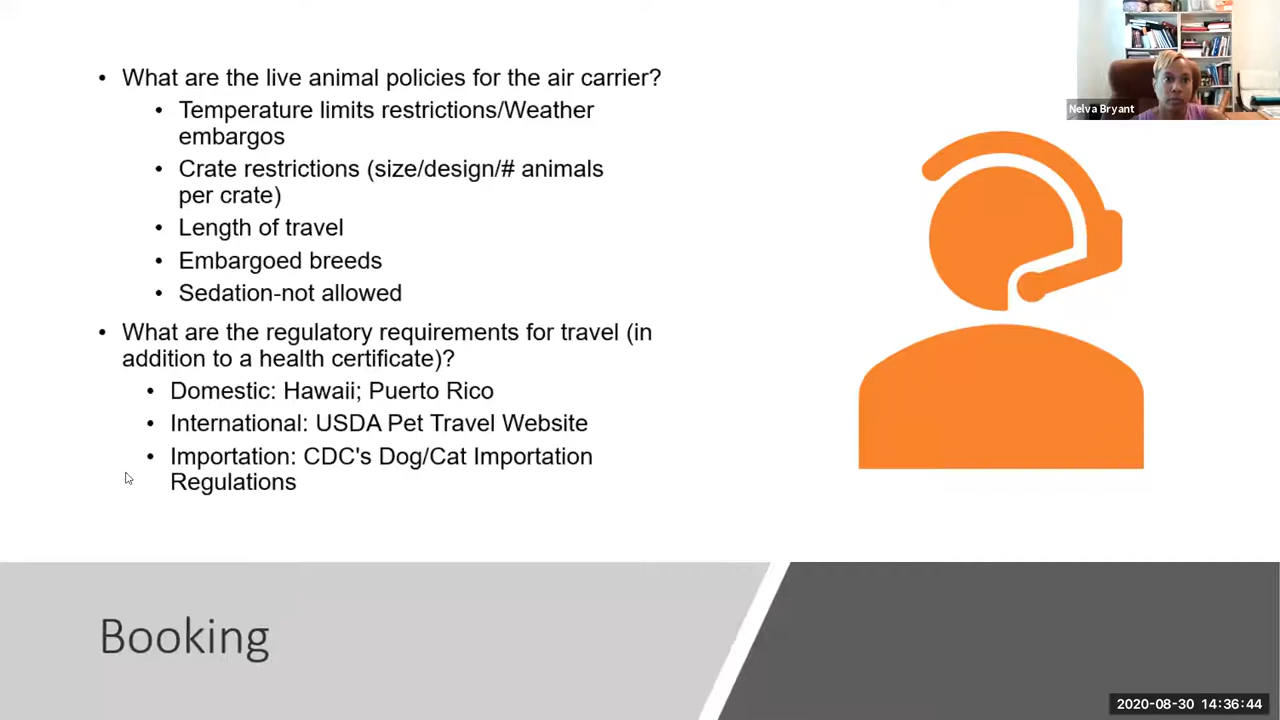 • What are the live animal policies for the air carrier?
• Temperature limits restrictions/Weather
embargos
• Crate restrictions (size/design/# animals
per crate)
• Length of travel
• Embargoed breeds
• Sedation-not allowed
• What are the regulatory requirements for travel (in
addition to a health certificate)?
• Domestic: Hawaii; Puerto Rico
• International: USDA Pet Travel Website
• Importation: CDC's Dog/Cat Importation
Regulations
Nelva Bryant
Booking
2020-08-30 14:36:44